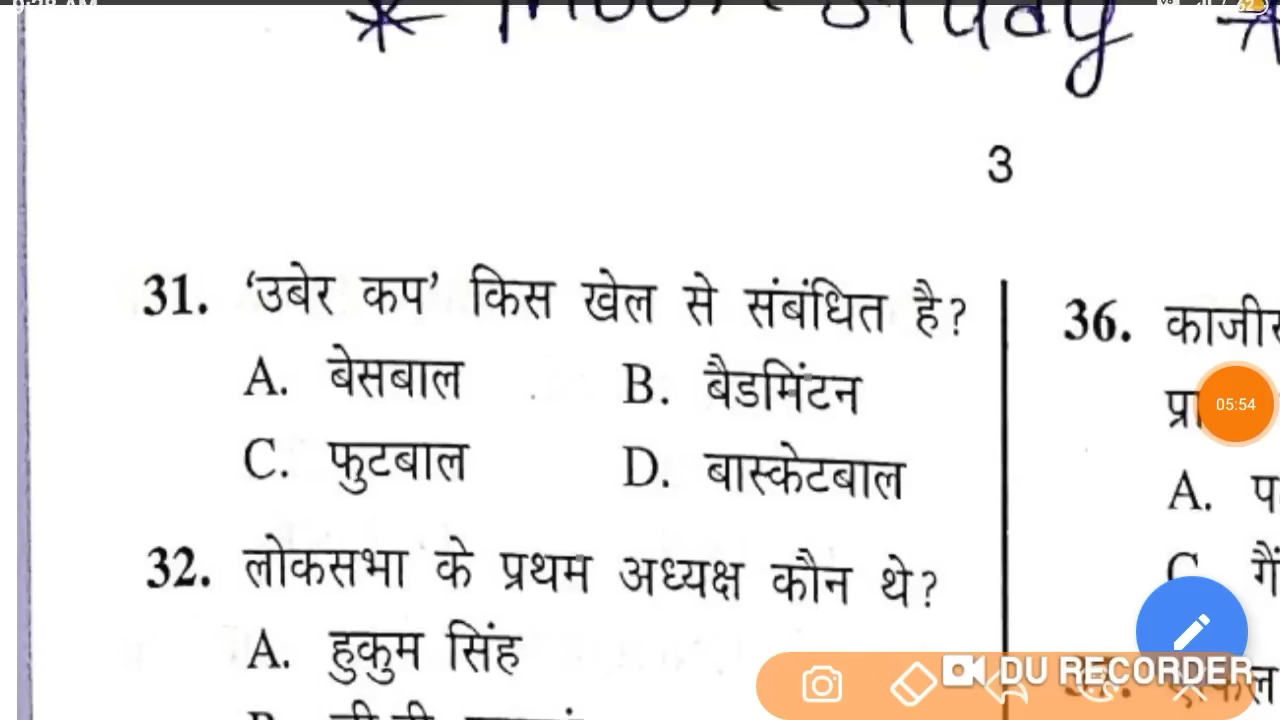 3
31. ‘उबेर कप’ किस खेल से संबंधित है?
A. बेसबाल B. बैडमिंटन
C. फुटबाल D. बास्केटबाल
32. लोकसभा के प्रथम अध्यक्ष कौन थे?
A. हुकुम सिंह
36.
A.
C
05:54
DU RECORDER